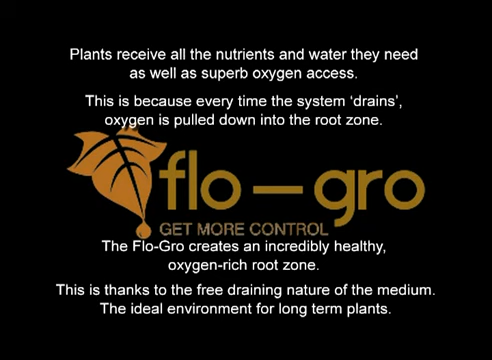 Plants receive all the nutrients and water they need
as well as superb oxygen access.
This is because every time the system ‘drains’,
oxygen is pulled down into the root zone.
flo–gro
GET MORE CONTROL
The Flo-Gro creates an incredibly healthy,
oxygen-rich root zone.
This is thanks to the free draining nature of the medium.
The ideal environment for long term plants.